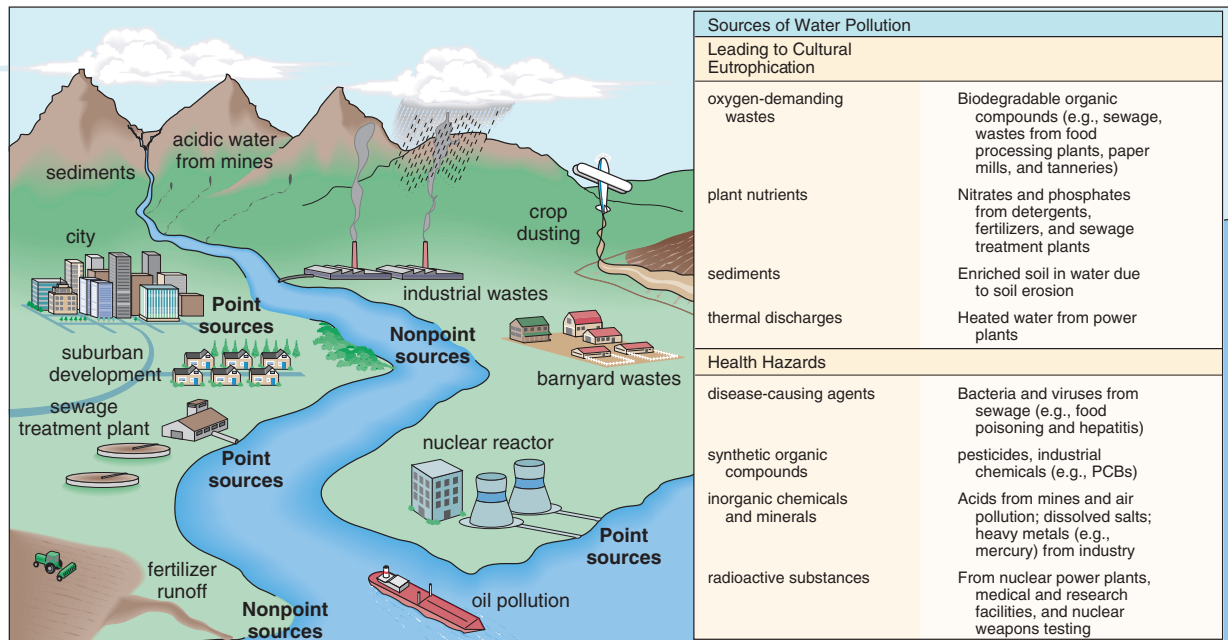 sediments
acidic water
from mines
city
crop
dusting
industrial wastes
Point
sources
Nonpoint
sources
suburban
development
barnyard wastes
sewage
treatment plant
nuclear reactor
Point
sources
Point
sources
fertilizer
runoff
oil pollution
Nonpoint
sources
Sources of Water Pollution
Leading to Cultural
Eutrophication
oxygen-demanding
wastes
Biodegradable organic
compounds (e.g., sewage,
wastes from food
processing plants, paper
mills, and tanneries)
plant nutrients
Nitrates and phosphates
from detergents,
fertilizers, and sewage
treatment plants
sediments
Enriched soil in water due
to soil erosion
thermal discharges
Heated water from power
plants
Health Hazards
disease-causing agents
Bacteria and viruses from
sewage (e.g., food
poisoning and hepatitis)
synthetic organic
compounds
pesticides, industrial
chemicals (e.g., PCBs)
inorganic chemicals
and minerals
Acids from mines and air
pollution; dissolved salts;
heavy metals (e.g.,
mercury) from industry
radioactive substances
From nuclear power plants,
medical and research
facilities, and nuclear
weapons testing